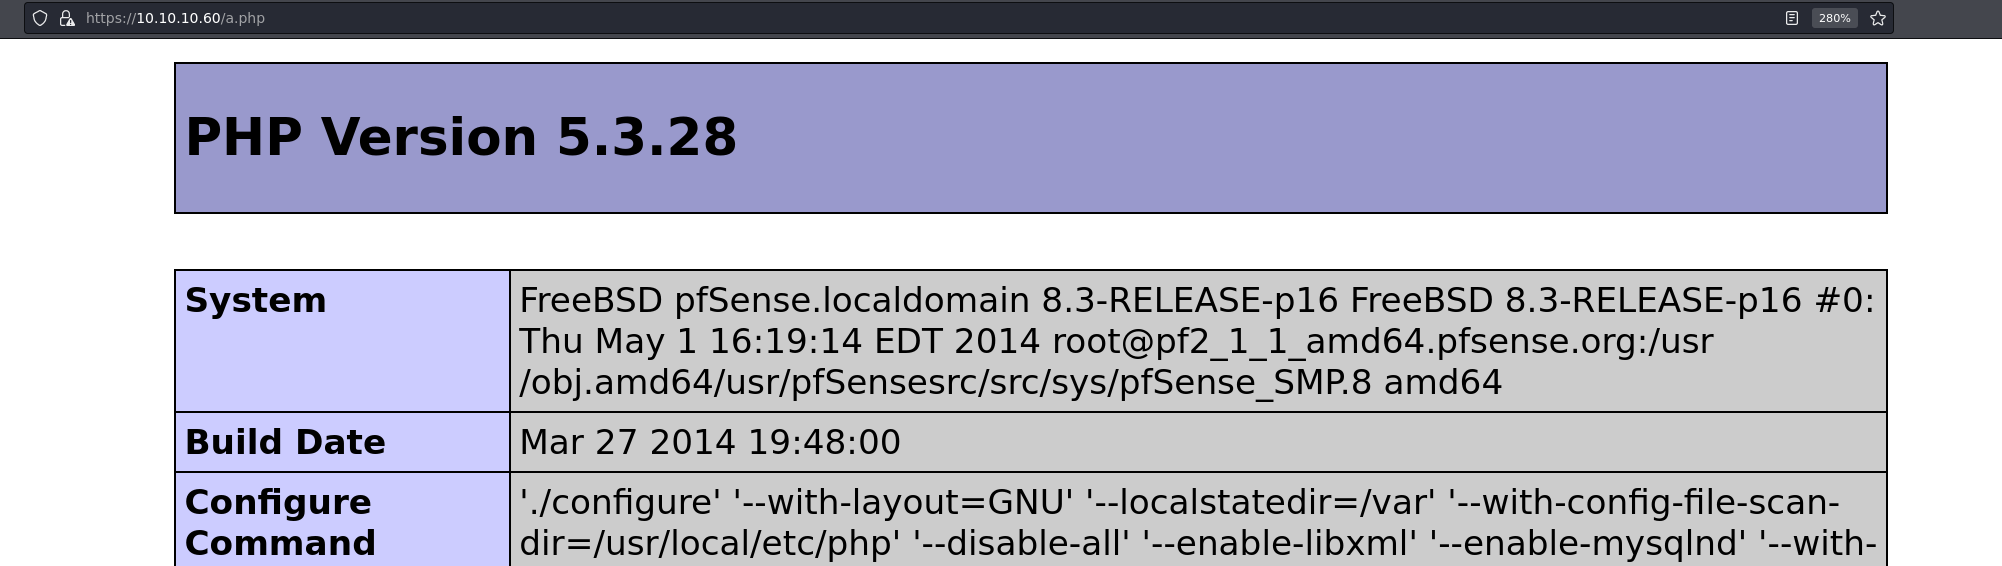 https://10.10.10.60/a.php
280%
PHP Version 5.3.28
System
FreeBSD pfSense.localdomain 8.3-RELEASE-p16 FreeBSD 8.3-RELEASE-p16 #0:
Thu May 1 16:19:14 EDT 2014 root@pf2_1_1_amd64.pfsense.org:/usr
/obj.amd64/usr/pfSensesrc/src/sys/pfSense_SMP.8 amd64
Build Date
Mar 27 2014 19:48:00
Configure
Command
'./configure' '--with-layout=GNU' '--localstatedir=/var' '--with-config-file-scan-
dir=/usr/local/etc/php' '--disable-all' '--enable-libxml' '--enable-mysqlnd' '--with-